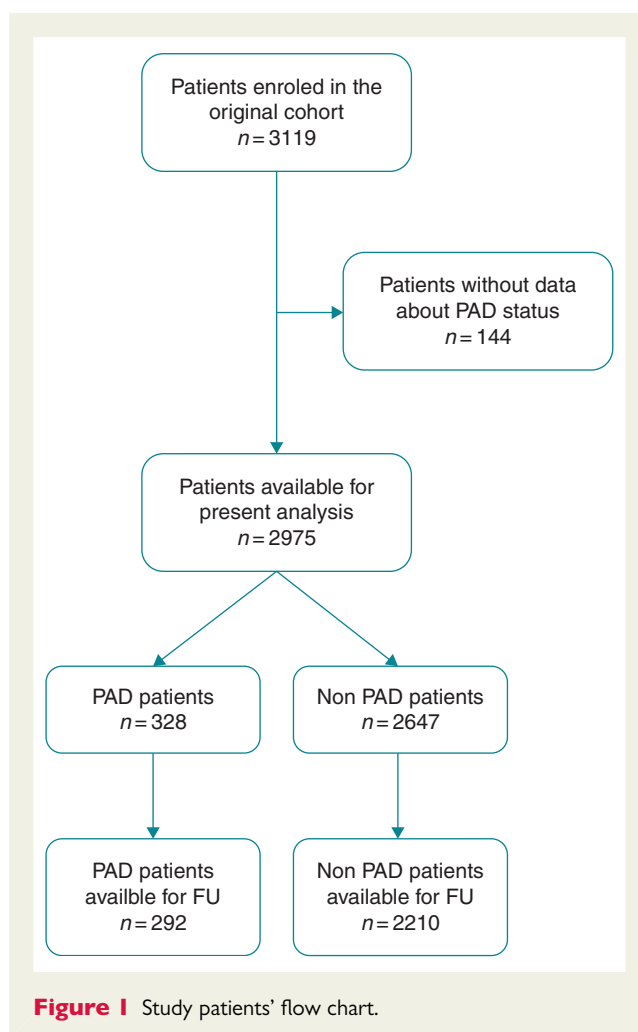 Patients enroled in the
original cohort
n = 3119
Patients without data
about PAD status
n = 144
Patients available for
present analysis
n = 2975
PAD patients
n = 328
Non PAD patients
n = 2647
PAD patients
availble for FU
n = 292
Non PAD patients
available for FU
n = 2210
Figure 1 Study patients’ flow chart.